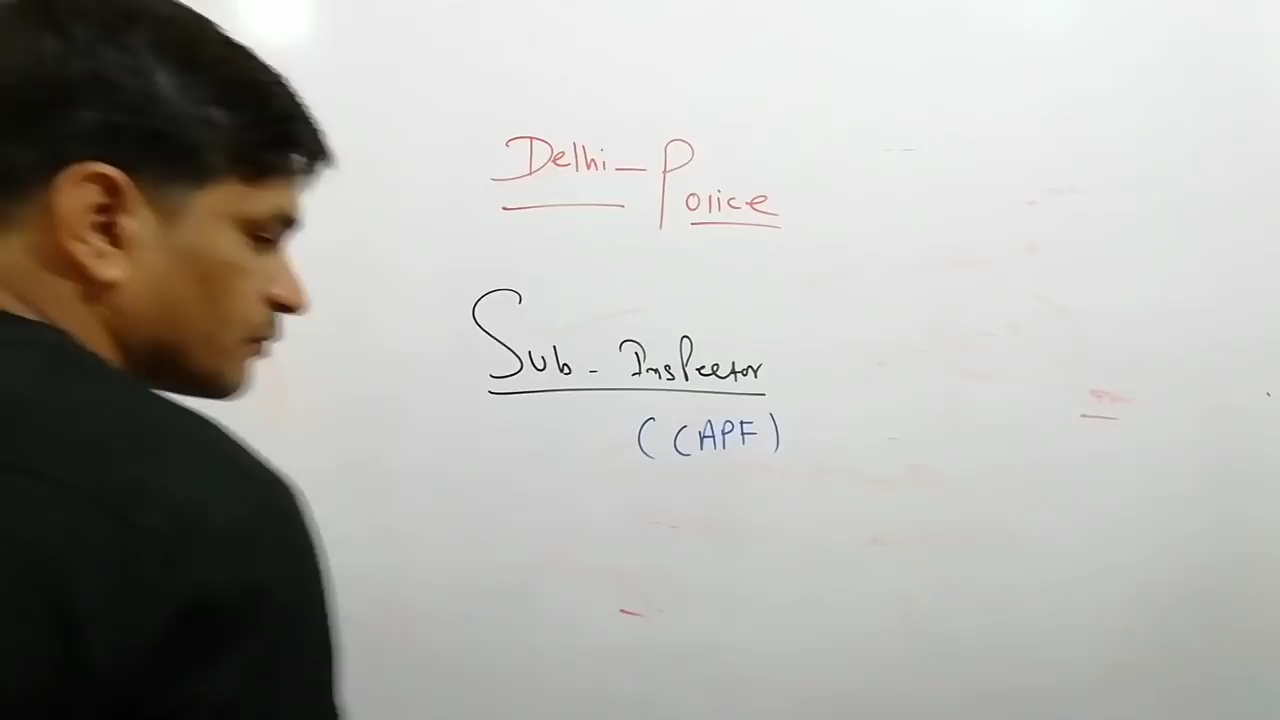 Delhi - Police
Sub - Inspector
(CAPF)